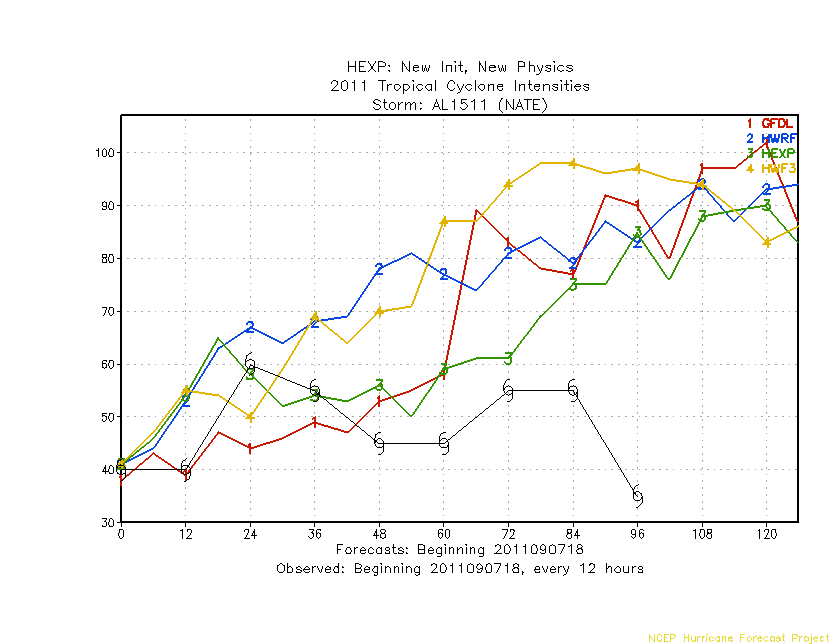 HEXP: New Init, New Physics
2011 Tropical Cyclone Intensities
Storm: AL1511 (NATE)
1 GFDL
2 HWRF
3 HEXP
4 HWF3
100
90
80
70
60
50
40
30
0 12 24 36 48 60 72 84 96 108 120
Forecasts: Beginning 2011090718
Observed: Beginning 2011090718, every 12 hours
NCEP Hurricane Forecast Project